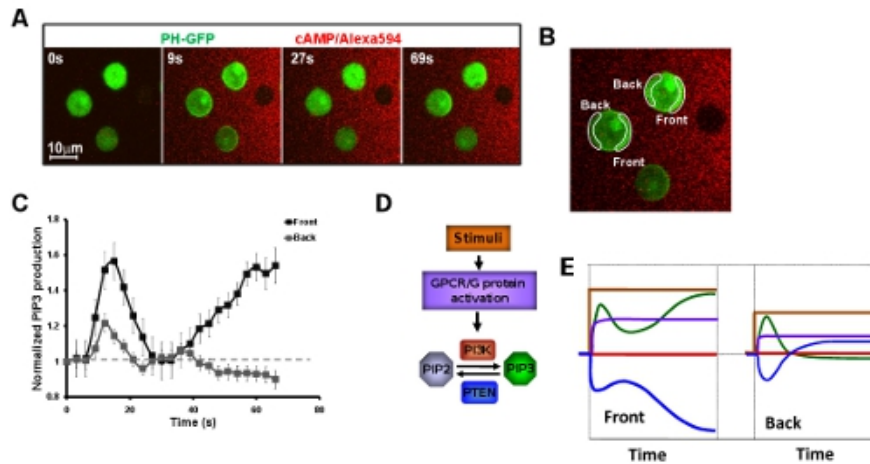 A
PH-GFP cAMP/Alexa594
0s 9s 27s 69s
10μm
B
Back
Back
Front
Front
C
Normalized PIP3 production
1.8
1.6
1.4
1.2
1.0
0.8
0 20 40 60 80
Time (s)
Front
Back
D
Stimuli
GPCR/G protein
activation
PI3K
PIP2 PIP3
PTEN
E
Front Back
Time Time